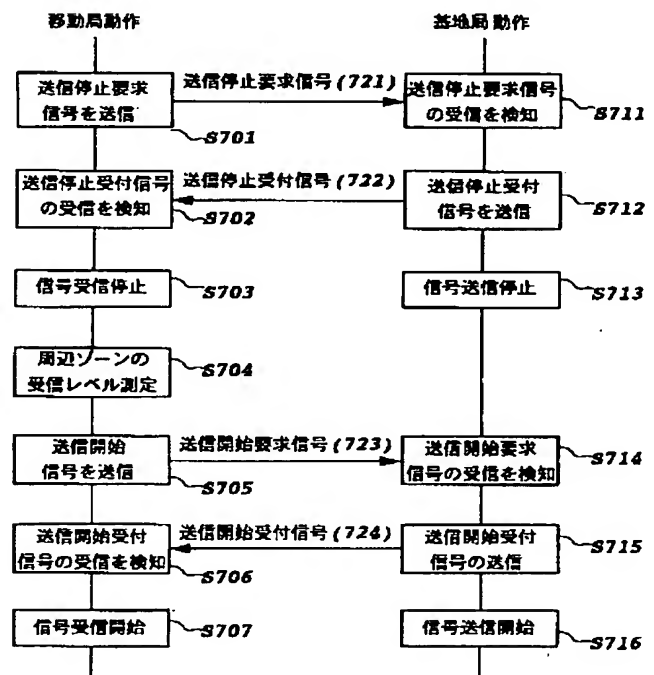 移動局動作
基地局動作
送信停止要求
信号を送信
S701
送信停止要求信号(721)
送信停止要求信号
の受信を検知
S711
送信停止受付信号
の受信を検知
S702
送信停止受付信号(722)
送信停止受付
信号を送信
S712
信号受信停止
S703
信号送信停止
S713
周辺ゾーンの
受信レベル測定
S704
送信開始
信号を送信
S705
送信開始要求信号(723)
送信開始要求
信号の受信を検知
S714
送信開始受付
信号の受信を検知
S706
送信開始受付信号(724)
送信開始受付
信号の送信
S715
信号受信開始
S707
信号送信開始
S716